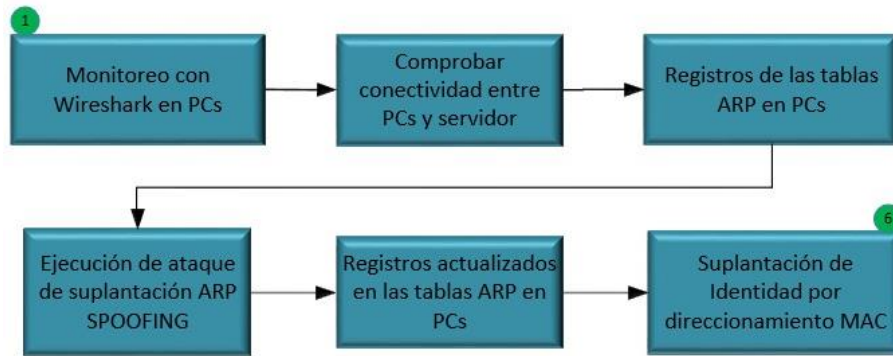 1
Monitoreo con
Wireshark en PCs
Comprobar
conectividad entre
PCs y servidor
Registros de las tablas
ARP en PCs
Ejecución de ataque
de suplantación ARP
SPOOFING
Registros actualizados
en las tablas ARP en
PCs
6
Suplantación de
Identidad por
direccionamiento MAC